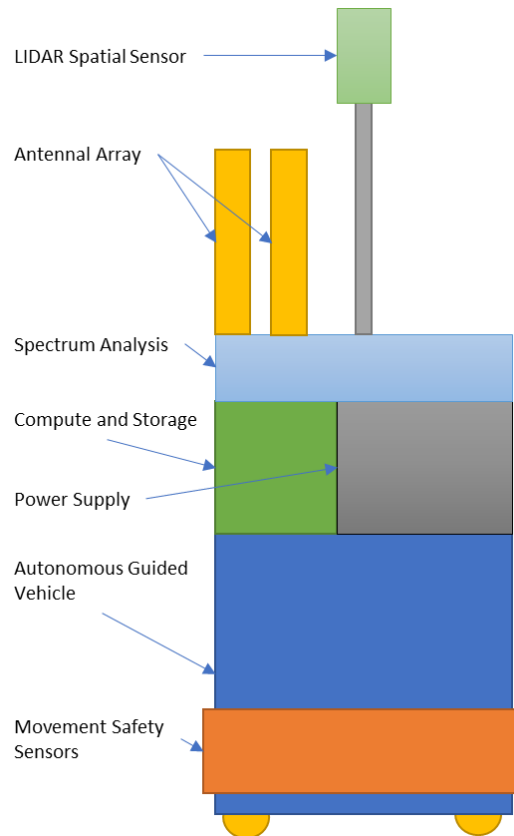 LIDAR Spatial Sensor
Antennal Array
Spectrum Analysis
Compute and Storage
Power Supply
Autonomous Guided
Vehicle
Movement Safety
Sensors